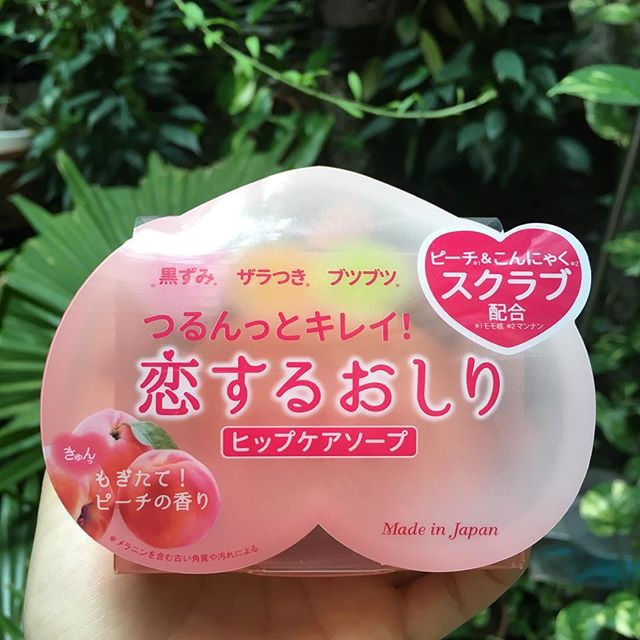 ピーチ※1&こんにゃく※2
スクラブ
配合
※1モモ核 ※2マンナン
黒ずみ* ザラつき* ブツブツ*
つるんっとキレイ!
恋するおしり
ヒップケアソープ
きゅんっ
もぎたて!
ピーチの香り
Made in Japan
*メラニンを含む古い角質や汚れによる